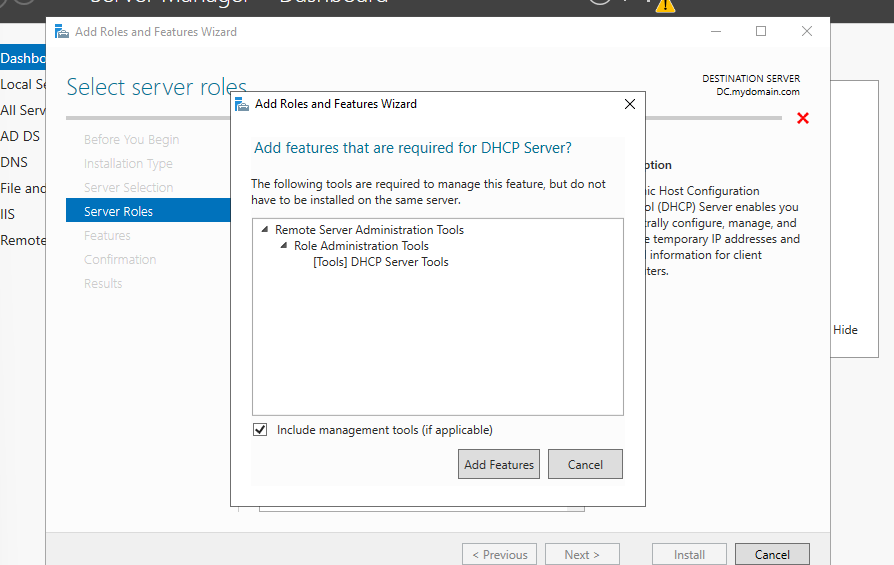 Server Manager Dashboard
Add Roles and Features Wizard
Select server roles
DESTINATION SERVER
DC.mydomain.com
Dashbo
Local Se
All Serv
AD DS
DNS
File and
IIS
Remote
Before You Begin
Installation Type
Server Selection
Server Roles
Features
Confirmation
Results
Add Roles and Features Wizard
Add features that are required for DHCP Server?
The following tools are required to manage this feature, but do not
have to be installed on the same server.
Remote Server Administration Tools
Role Administration Tools
[Tools] DHCP Server Tools
Include management tools (if applicable)
Add Features
Cancel
ption
ic Host Configuration
ol (DHCP) Server enables you
trally configure, manage, and
e temporary IP addresses and
information for client
ters.
Hide
< Previous
Next >
Install
Cancel